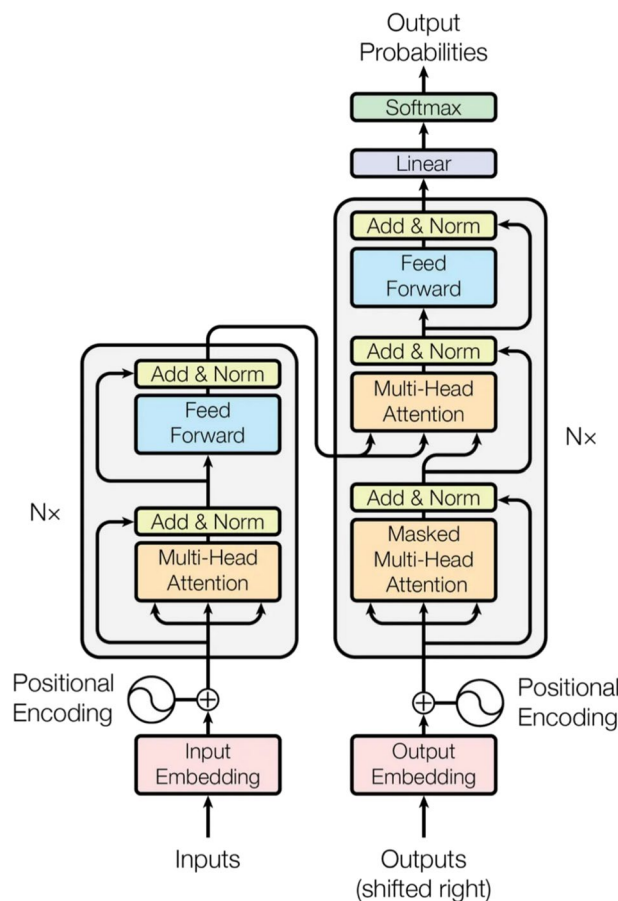 Output
Probabilities
Softmax
Linear
Add & Norm
Feed
Forward
Add & Norm
Multi-Head
Attention
Add & Norm
Masked
Multi-Head
Attention
N×
Add & Norm
Feed
Forward
Add & Norm
Multi-Head
Attention
N×
Positional
Encoding
Positional
Encoding
Input
Embedding
Output
Embedding
Inputs
Outputs
(shifted right)